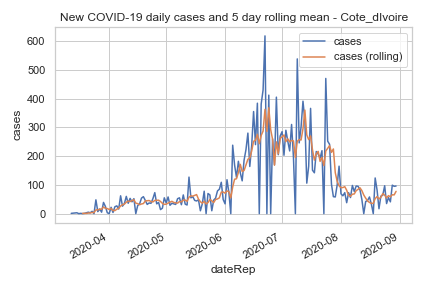 New COVID-19 daily cases and 5 day rolling mean - Cote_dIvoire
cases
cases (rolling)
600
500
400
300
200
100
0
cases
2020-04
2020-05
2020-06
2020-07
2020-08
2020-09
dateRep